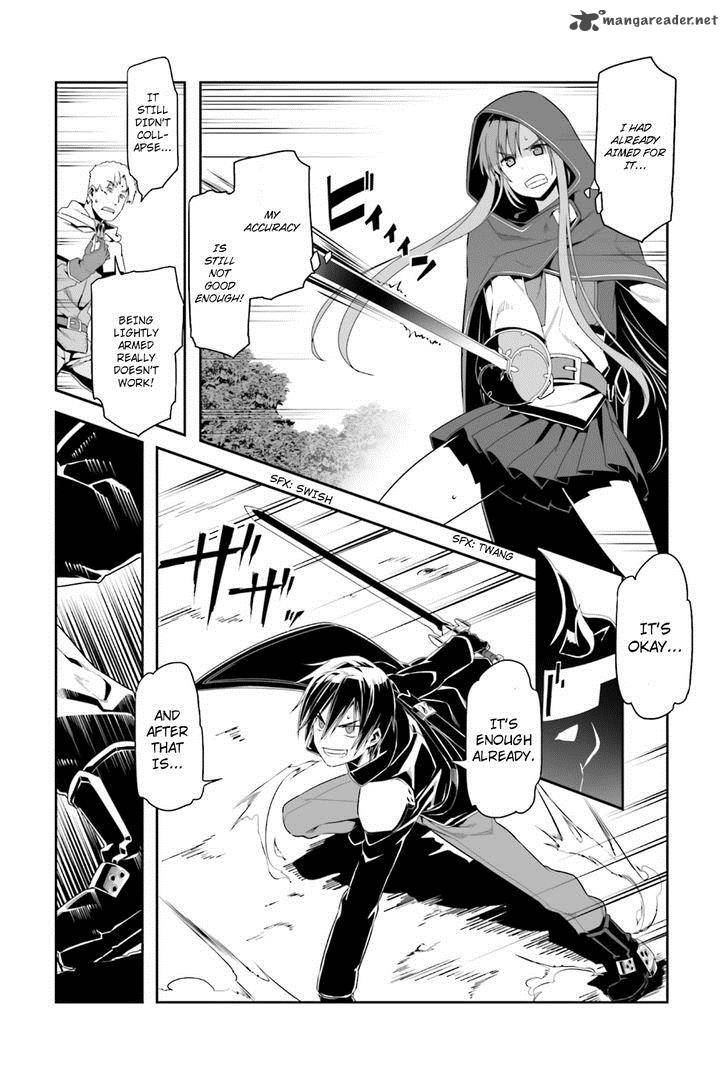 mangareader.net
I HAD
ALREADY
AIMED FOR
IT...
MY
ACCURACY
IS
STILL
NOT
GOOD
ENOUGH!
IT
STILL
DIDN'T
COLL-
APSE...
BEING
LIGHTLY
ARMED
REALLY
DOESN'T
WORK!
SFX: TWANG
SFX: SWISH
IT'S
OKAY...
IT'S
ENOUGH
ALREADY.
AND
AFTER
THAT
IS...